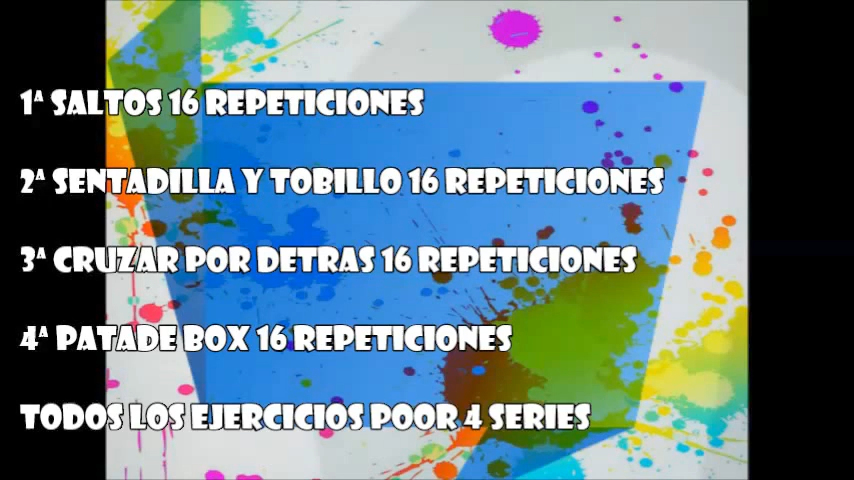 1ª SALTOS 16 REPETICIONES
2ª SENTADILLA Y TOBILLO 16 REPETICIONES
3ª CRUZAR POR DETRAS 16 REPETICIONES
4ª PATADE BOX 16 REPETICIONES
TODOS LOS EJERCICIOS POOR 4 SERIES